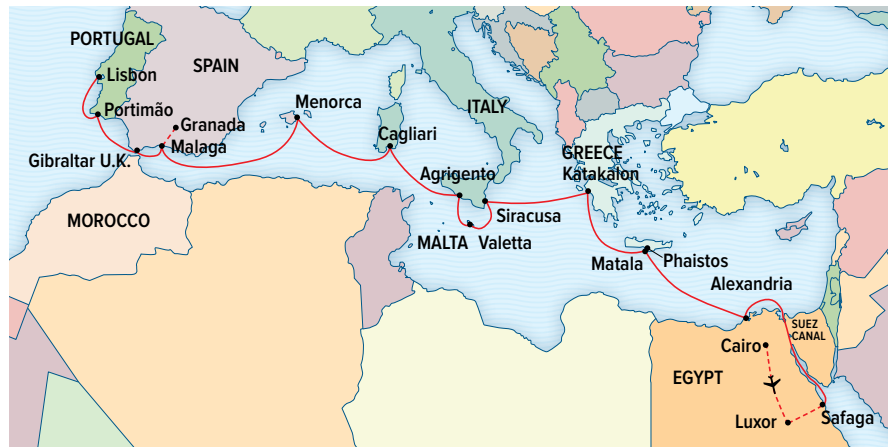 PORTUGAL
Lisbon
SPAIN
Portimão
Granada
Malaga
Gibraltar U.K.
Menorca
Cagliari
ITALY
Agrigento
GREECE
Katakàlon
MOROCCO
Siracusa
MALTA
Valetta
Matala
Phaistos
Alexandria
SUEZ
CANAL
Cairo
EGYPT
Luxor
Safaga